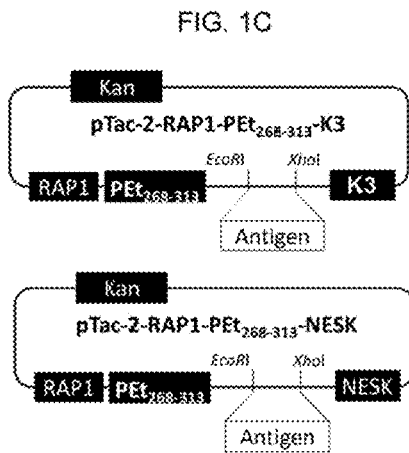 FIG. 1C
Kan
pTac-2-RAP1-PEt268-313-K3
EcoRI XhoI
RAP1 PEt268-313 K3
Antigen
Kan
pTac-2-RAP1-PEt268-313-NESK
EcoRI XhoI
RAP1 PEt268-313 NESK
Antigen